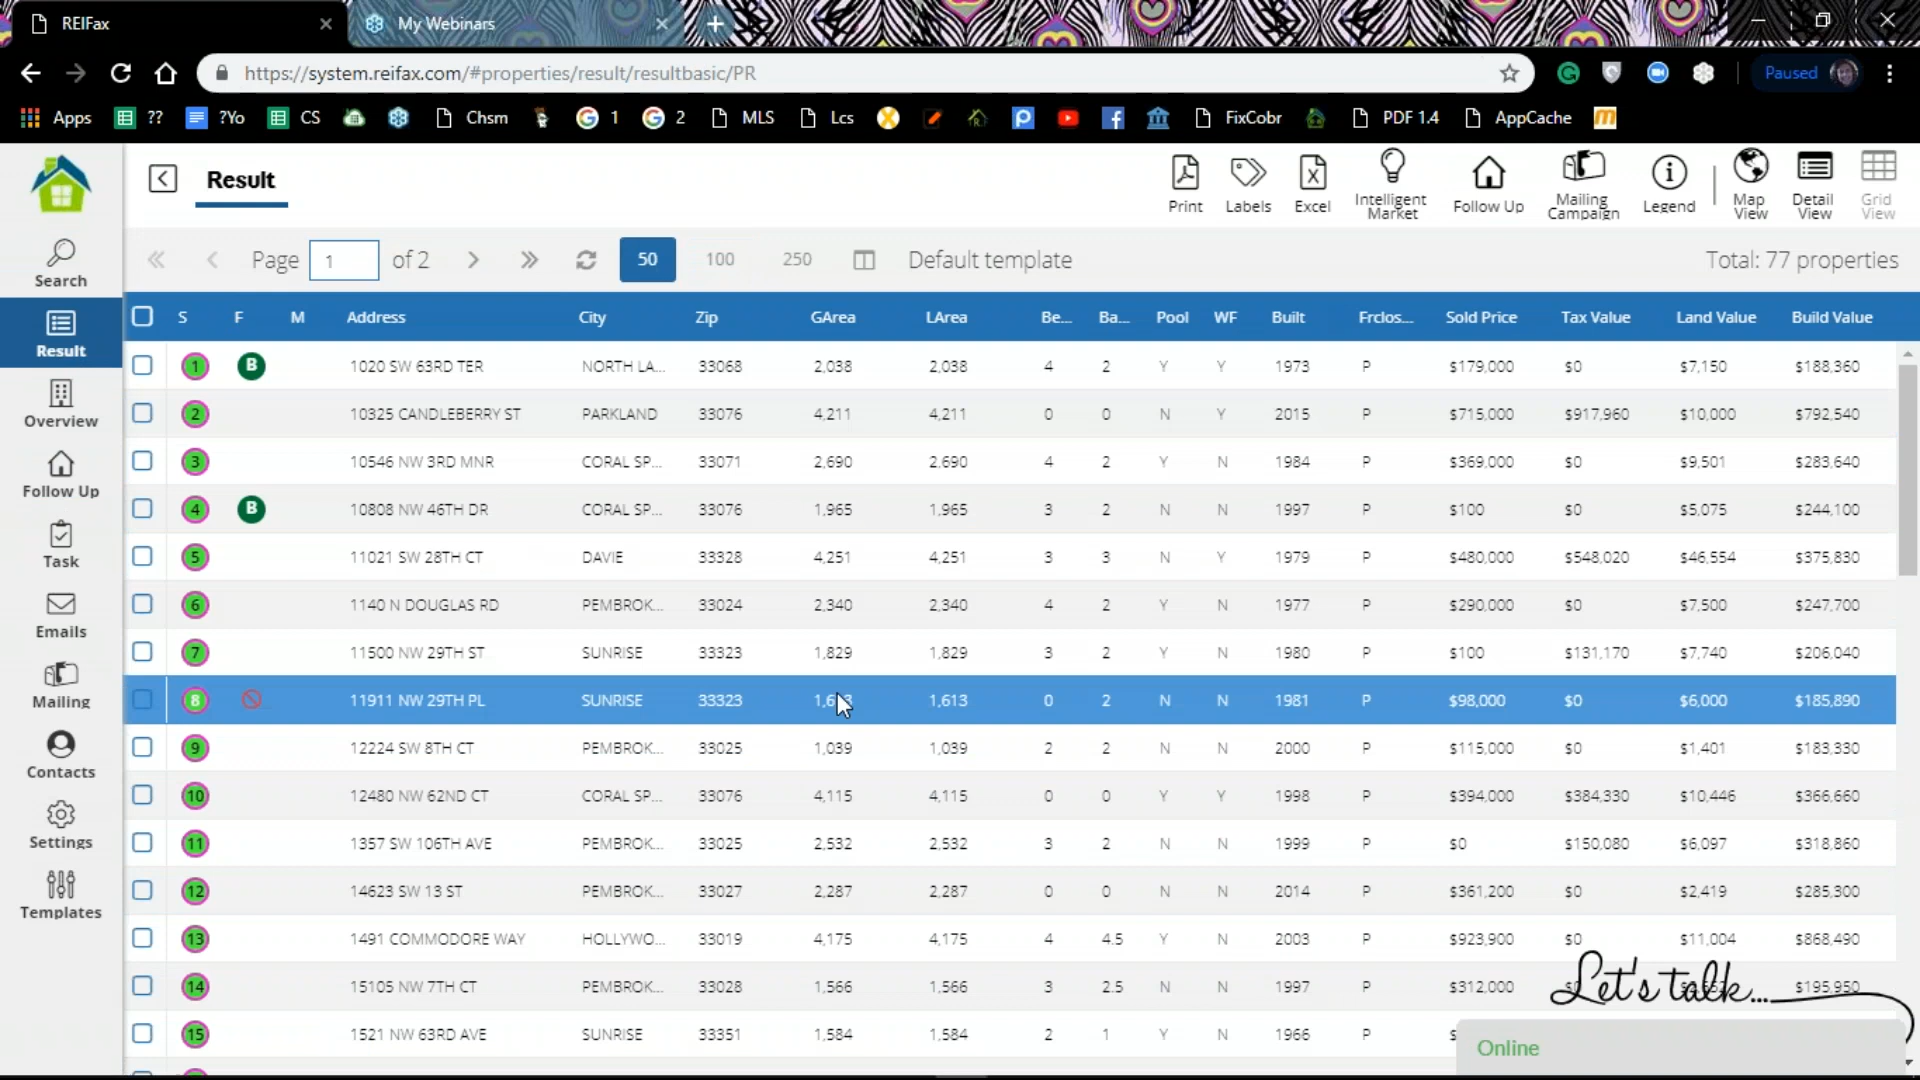 REIFax
My Webinars
https://system.reifax.com/#properties/result/resultbasic/PR
Paused
Apps ?? ?Yo CS Chsm 1 2 MLS Lcs FixCobr PDF 1.4 AppCache
Result
Print Labels Excel Intelligent Market Follow Up Mailing Campaign Legend Map View Detail View Grid View
Search
Result
Overview
Follow Up
Task
Emails
Mailing
Contacts
Settings
Templates
Page 1 of 2 50 100 250 Default template Total: 77 properties
S F M Address City Zip GArea LArea Be... Ba... Pool WF Built Frclos... Sold Price Tax Value Land Value Build Value
1 B 1020 SW 63RD TER NORTH LA... 33068 2,038 2,038 4 2 Y Y 1973 P $179,000 $0 $7,150 $188,360
2 10325 CANDLEBERRY ST PARKLAND 33076 4,211 4,211 0 0 N Y 2015 P $715,000 $917,960 $10,000 $792,540
3 10546 NW 3RD MNR CORAL SP... 33071 2,690 2,690 4 2 Y N 1984 P $369,000 $0 $9,501 $283,640
4 B 10808 NW 46TH DR CORAL SP... 33076 1,965 1,965 3 2 N N 1997 P $100 $0 $5,075 $244,100
5 11021 SW 28TH CT DAVIE 33328 4,251 4,251 3 3 N Y 1979 P $480,000 $548,020 $46,554 $375,830
6 1140 N DOUGLAS RD PEMBROK... 33024 2,340 2,340 4 2 Y N 1977 P $290,000 $0 $7,500 $247,700
7 11500 NW 29TH ST SUNRISE 33323 1,829 1,829 3 2 Y N 1980 P $100 $131,170 $7,740 $206,040
8 11911 NW 29TH PL SUNRISE 33323 1,613 0 2 N N 1981 P $98,000 $0 $6,000 $185,890
9 12224 SW 8TH CT PEMBROK... 33025 1,039 1,039 2 2 N N 2000 P $115,000 $0 $1,401 $183,330
10 12480 NW 62ND CT CORAL SP... 33076 4,115 4,115 0 0 Y Y 1998 P $394,000 $384,330 $10,446 $366,660
11 1357 SW 106TH AVE PEMBROK... 33025 2,532 2,532 3 2 N N 1999 P $0 $150,080 $6,097 $318,860
12 14623 SW 13 ST PEMBROK... 33027 2,287 2,287 0 0 N N 2014 P $361,200 $0 $2,419 $285,300
13 1491 COMMODORE WAY HOLLYWO... 33019 4,175 4,175 4 4.5 Y N 2003 P $923,900 $0 $11,004 $868,490
14 15105 NW 7TH CT PEMBROK... 33028 1,566 1,566 3 2.5 N N 1997 P $312,000 $195,950
15 1521 NW 63RD AVE SUNRISE 33351 1,584 1,584 2 1 Y N 1966 P
Let's talk...
Online